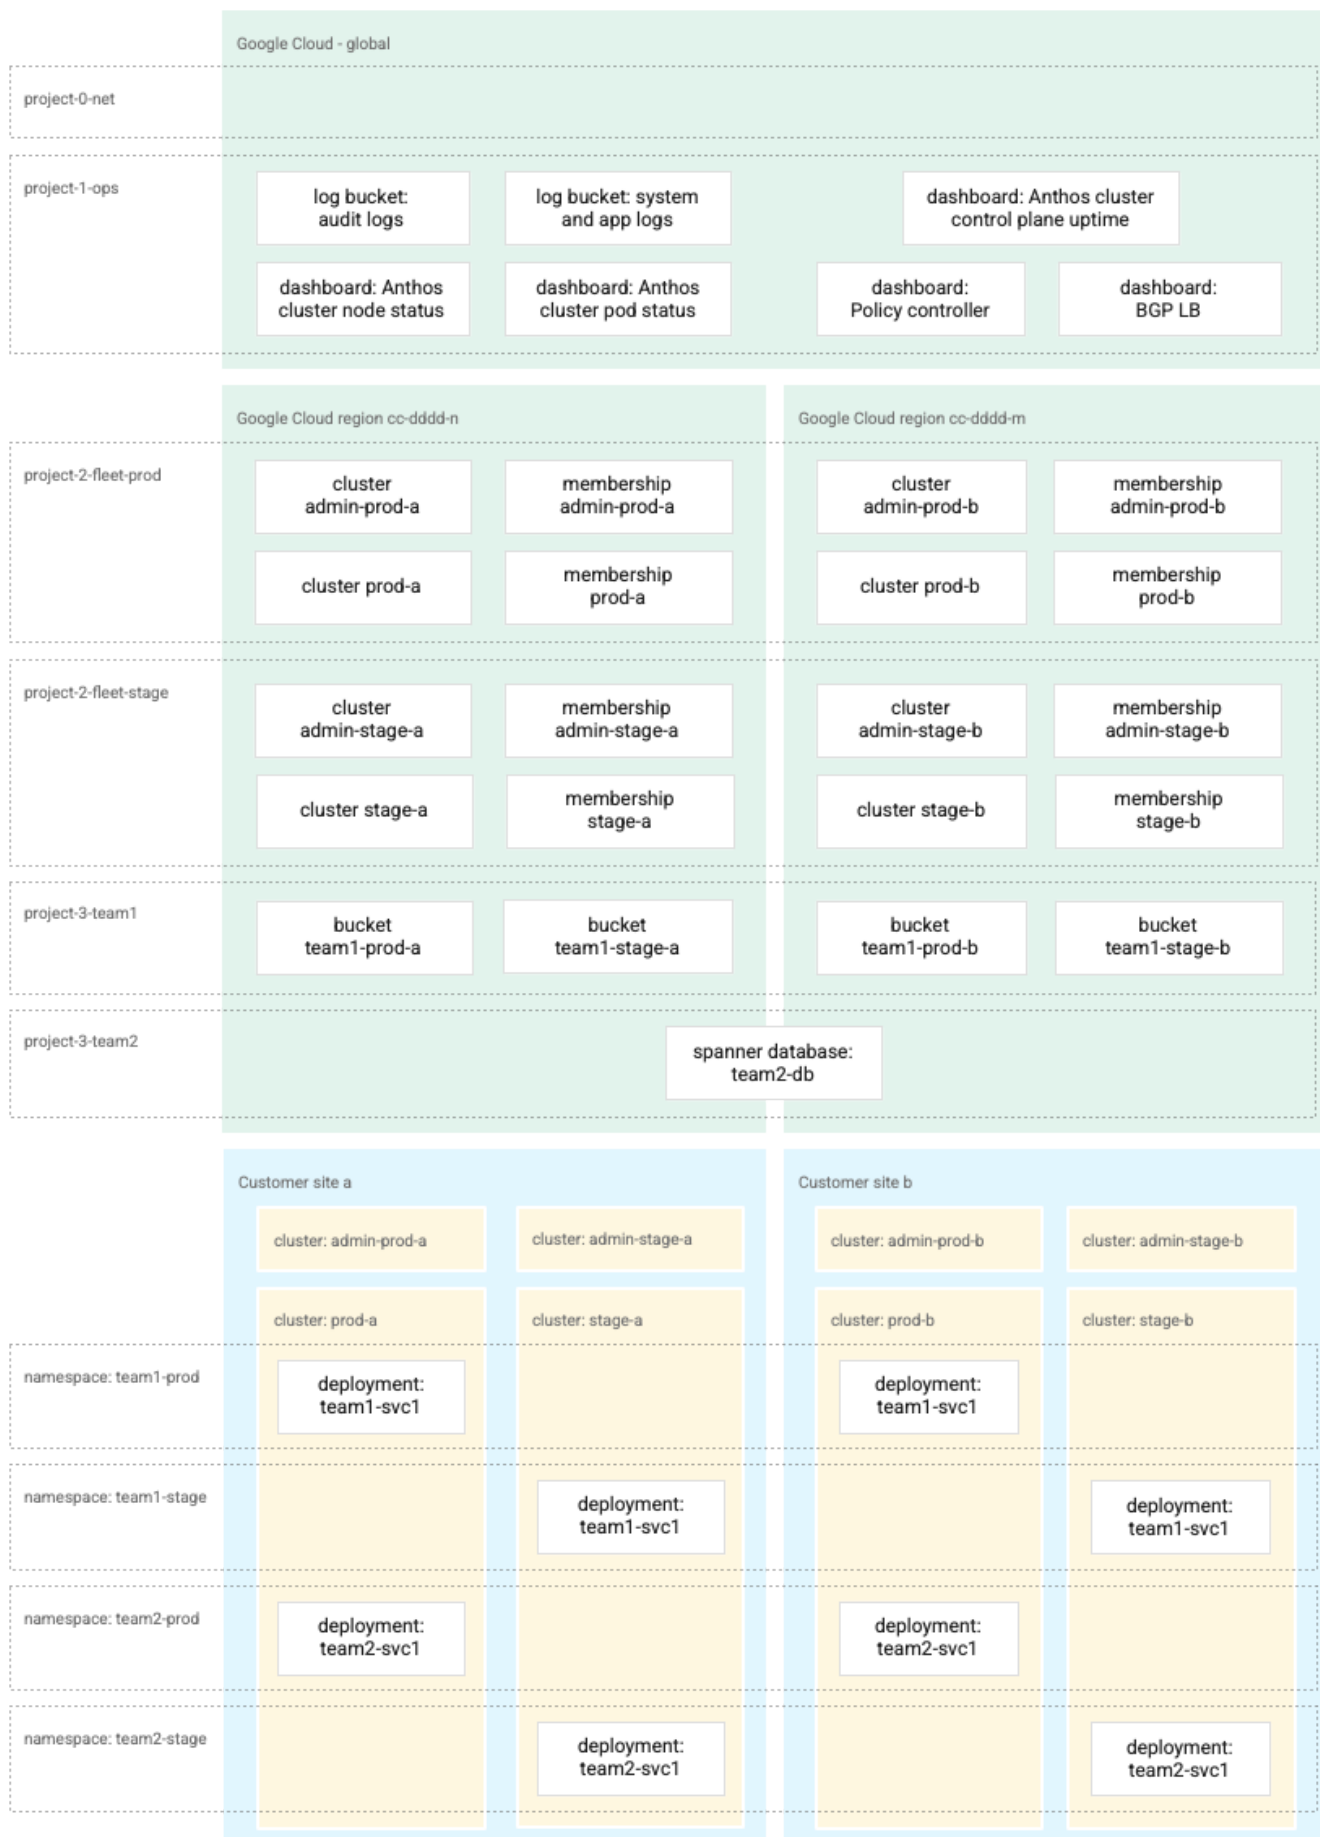 Google Cloud - global
project-0-net
project-1-ops
log bucket:
audit logs
log bucket: system
and app logs
dashboard: Anthos cluster
control plane uptime
dashboard: Anthos
cluster node status
dashboard: Anthos
cluster pod status
dashboard:
Policy controller
dashboard:
BGP LB
Google Cloud region cc-dddd-n
Google Cloud region cc-dddd-m
project-2-fleet-prod
cluster
admin-prod-a
membership
admin-prod-a
cluster
admin-prod-b
membership
admin-prod-b
cluster prod-a
membership
prod-a
cluster prod-b
membership
prod-b
project-2-fleet-stage
cluster
admin-stage-a
membership
admin-stage-a
cluster
admin-stage-b
membership
admin-stage-b
cluster stage-a
membership
stage-a
cluster stage-b
membership
stage-b
project-3-team1
bucket
team1-prod-a
bucket
team1-stage-a
bucket
team1-prod-b
bucket
team1-stage-b
project-3-team2
spanner database:
team2-db
Customer site a
Customer site b
cluster: admin-prod-a
cluster: admin-stage-a
cluster: admin-prod-b
cluster: admin-stage-b
cluster: prod-a
cluster: stage-a
cluster: prod-b
cluster: stage-b
namespace: team1-prod
deployment:
team1-svc1
deployment:
team1-svc1
namespace: team1-stage
deployment:
team1-svc1
deployment:
team1-svc1
namespace: team2-prod
deployment:
team2-svc1
deployment:
team2-svc1
namespace: team2-stage
deployment:
team2-svc1
deployment:
team2-svc1